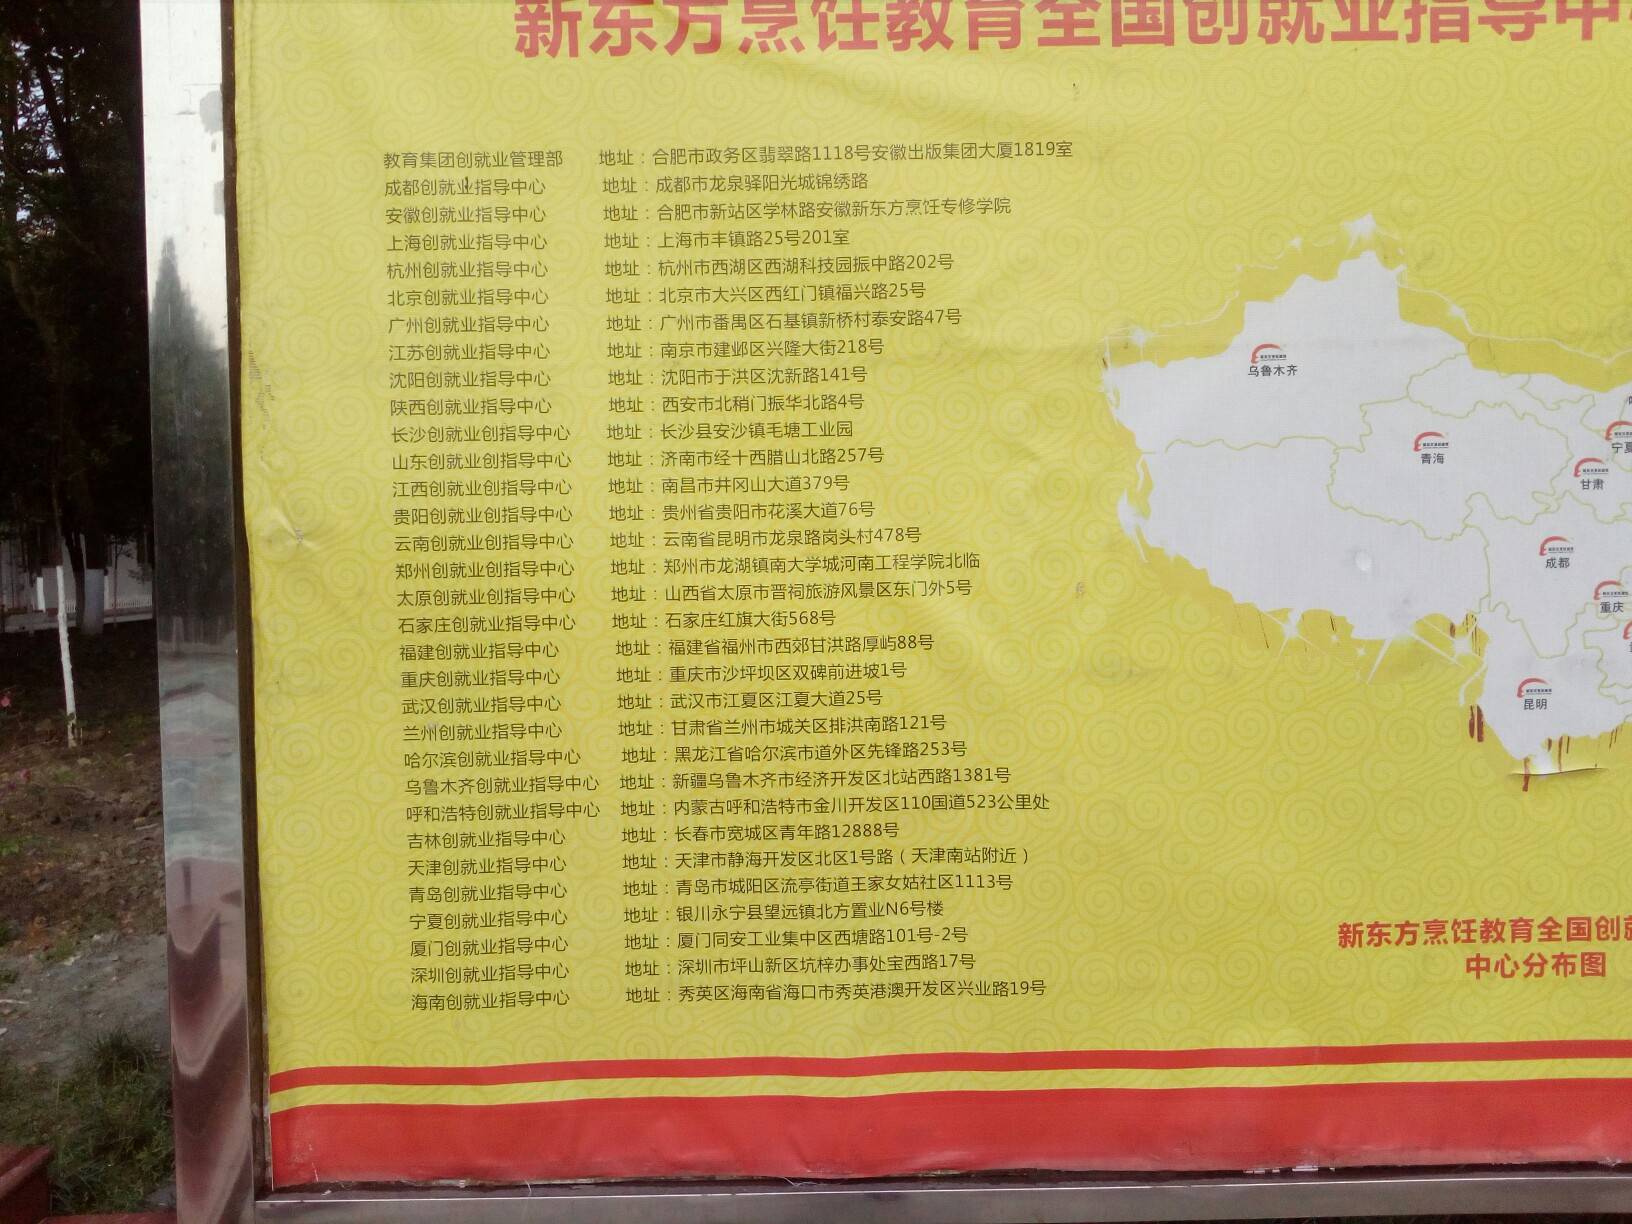 新东方烹饪教育全国创就业指导中
教育集团创就业管理部 地址：合肥市政务区翡翠路1118号安徽出版集团大厦1819室
成都创就业指导中心 地址：成都市龙泉驿阳光城锦绣路
安徽创就业指导中心 地址：合肥市新站区学林路安徽新东方烹饪专修学院
上海创就业指导中心 地址：上海市丰镇路25号201室
杭州创就业指导中心 地址：杭州市西湖区西湖科技园振中路202号
北京创就业指导中心 地址：北京市大兴区西红门镇福兴路25号
广州创就业指导中心 地址：广州市番禺区石基镇新桥村泰安路47号
江苏创就业指导中心 地址：南京市建邺区兴隆大街218号
沈阳创就业指导中心 地址：沈阳市于洪区沈新路141号
陕西创就业指导中心 地址：西安市北稍门振华北路4号
长沙创就业创指导中心 地址：长沙县安沙镇毛塘工业园
山东创就业创指导中心 地址：济南市经十西腊山北路257号
江西创就业创指导中心 地址：南昌市井冈山大道379号
贵阳创就业创指导中心 地址：贵州省贵阳市花溪大道76号
云南创就业创指导中心 地址：云南省昆明市龙泉路岗头村478号
郑州创就业创指导中心 地址：郑州市龙湖镇南大学城河南工程学院北临
太原创就业创指导中心 地址：山西省太原市晋祠旅游风景区东门外5号
石家庄创就业指导中心 地址：石家庄红旗大街568号
福建创就业指导中心 地址：福建省福州市西郊甘洪路厚屿88号
重庆创就业指导中心 地址：重庆市沙坪坝区双碑前进坡1号
武汉创就业指导中心 地址：武汉市江夏区江夏大道25号
兰州创就业指导中心 地址：甘肃省兰州市城关区排洪南路121号
哈尔滨创就业指导中心 地址：黑龙江省哈尔滨市道外区先锋路253号
乌鲁木齐创就业指导中心 地址：新疆乌鲁木齐市经济开发区北站西路1381号
呼和浩特创就业指导中心 地址：内蒙古呼和浩特市金川开发区110国道523公里处
吉林创就业指导中心 地址：长春市宽城区青年路12888号
天津创就业指导中心 地址：天津市静海开发区北区1号路（天津南站附近）
青岛创就业指导中心 地址：青岛市城阳区流亭街道王家女姑社区1113号
宁夏创就业指导中心 地址：银川永宁县望远镇北方置业N6号楼
厦门创就业指导中心 地址：厦门同安工业集中区西塘路101号-2号
深圳创就业指导中心 地址：深圳市坪山新区坑梓办事处宝西路17号
海南创就业指导中心 地址：秀英区海南省海口市秀英港澳开发区兴业路19号
乌鲁木齐
青海
宁夏
甘肃
成都
重庆
昆明
新东方烹饪教育全国创
中心分布图